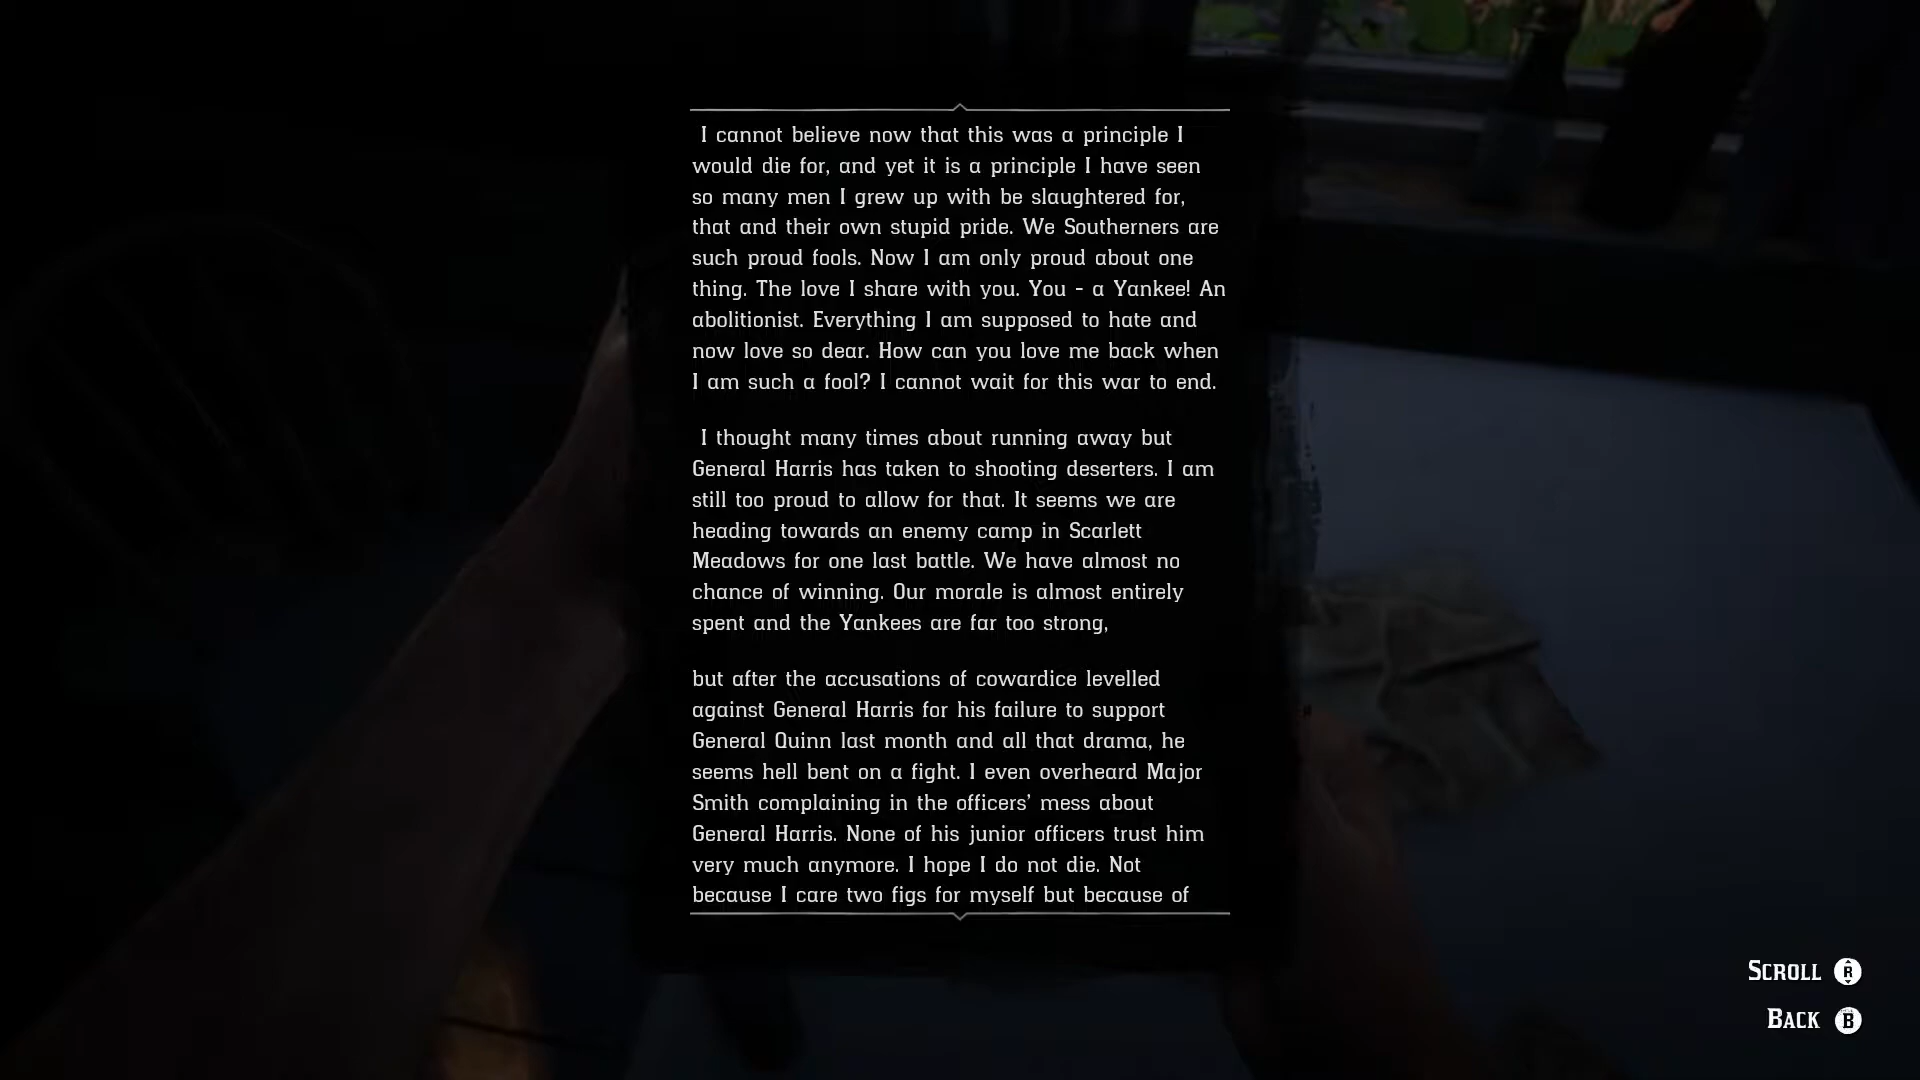 I cannot believe now that this was a principle I
would die for, and yet it is a principle I have seen
so many men I grew up with be slaughtered for,
that and their own stupid pride. We Southerners are
such proud fools. Now I am only proud about one
thing. The love I share with you. You - a Yankee! An
abolitionist. Everything I am supposed to hate and
now love so dear. How can you love me back when
I am such a fool? I cannot wait for this war to end.
I thought many times about running away but
General Harris has taken to shooting deserters. I am
still too proud to allow for that. It seems we are
heading towards an enemy camp in Scarlett
Meadows for one last battle. We have almost no
chance of winning. Our morale is almost entirely
spent and the Yankees are far too strong,
but after the accusations of cowardice levelled
against General Harris for his failure to support
General Quinn last month and all that drama, he
seems hell bent on a fight. I even overheard Major
Smith complaining in the officers’ mess about
General Harris. None of his junior officers trust him
very much anymore. I hope I do not die. Not
because I care two figs for myself but because of
Scroll R
Back B